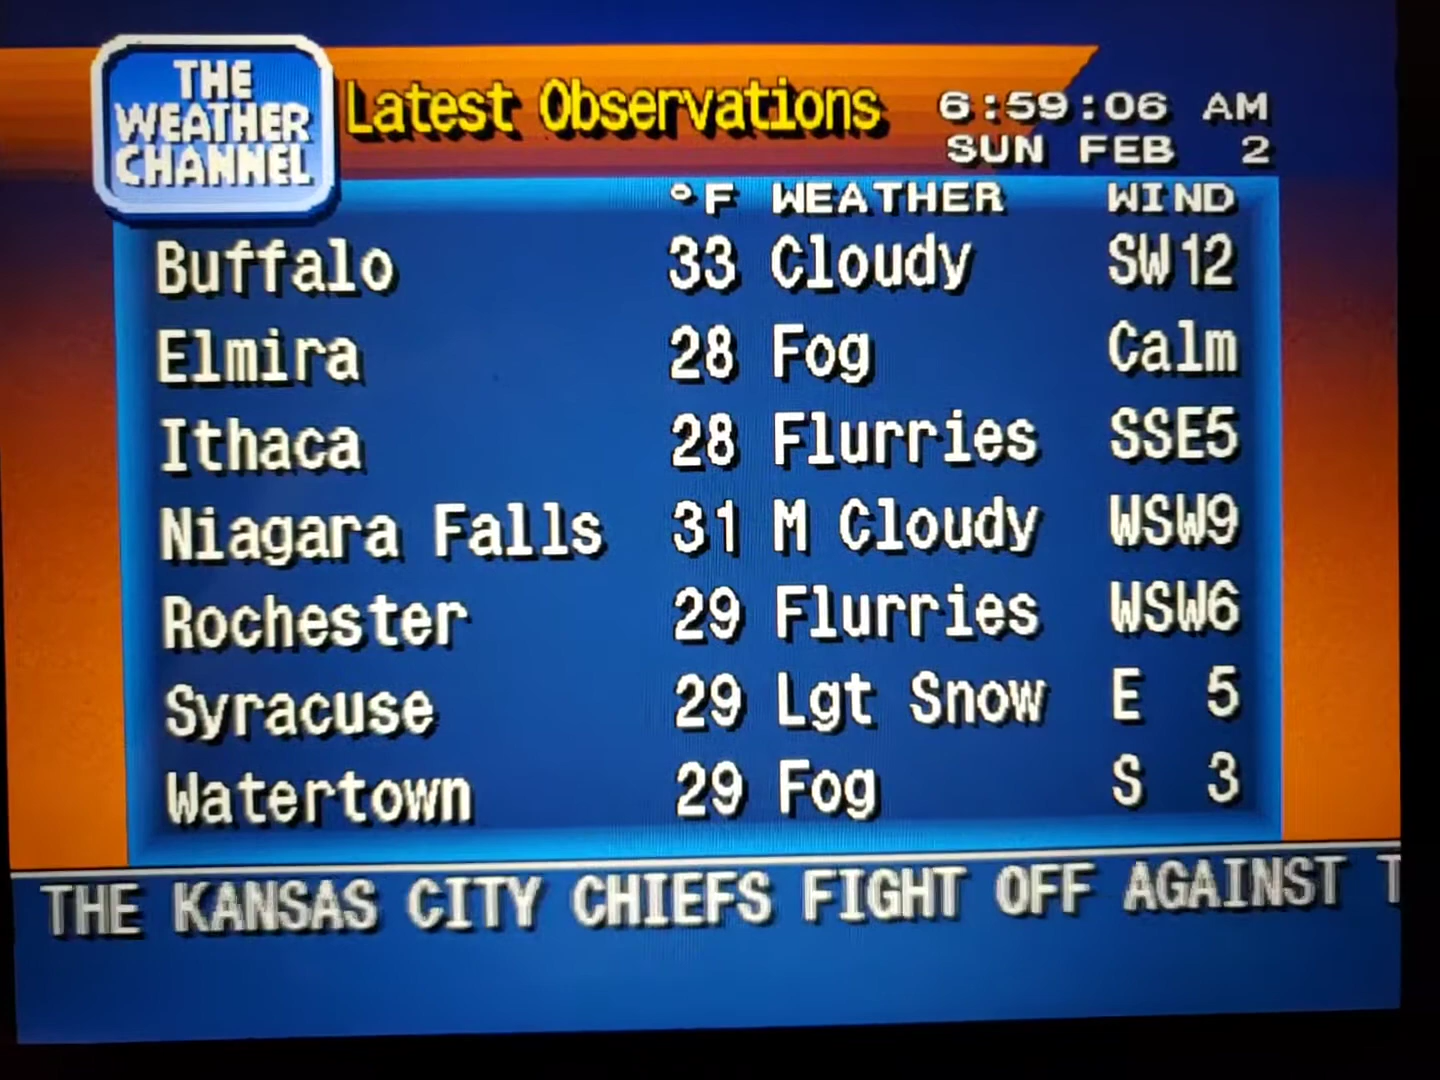 THE
WEATHER
CHANNEL
Latest Observations
6:59:06 AM
SUN FEB 2
°F WEATHER WIND
Buffalo 33 Cloudy SW12
Elmira 28 Fog Calm
Ithaca 28 Flurries SSE5
Niagara Falls 31 M Cloudy WSW9
Rochester 29 Flurries WSW6
Syracuse 29 Lgt Snow E 5
Watertown 29 Fog S 3
THE KANSAS CITY CHIEFS FIGHT OFF AGAINST T